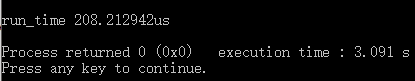 run_time 208.212942us
Process returned 0 (0x0)   execution time : 3.091 s
Press any key to continue.